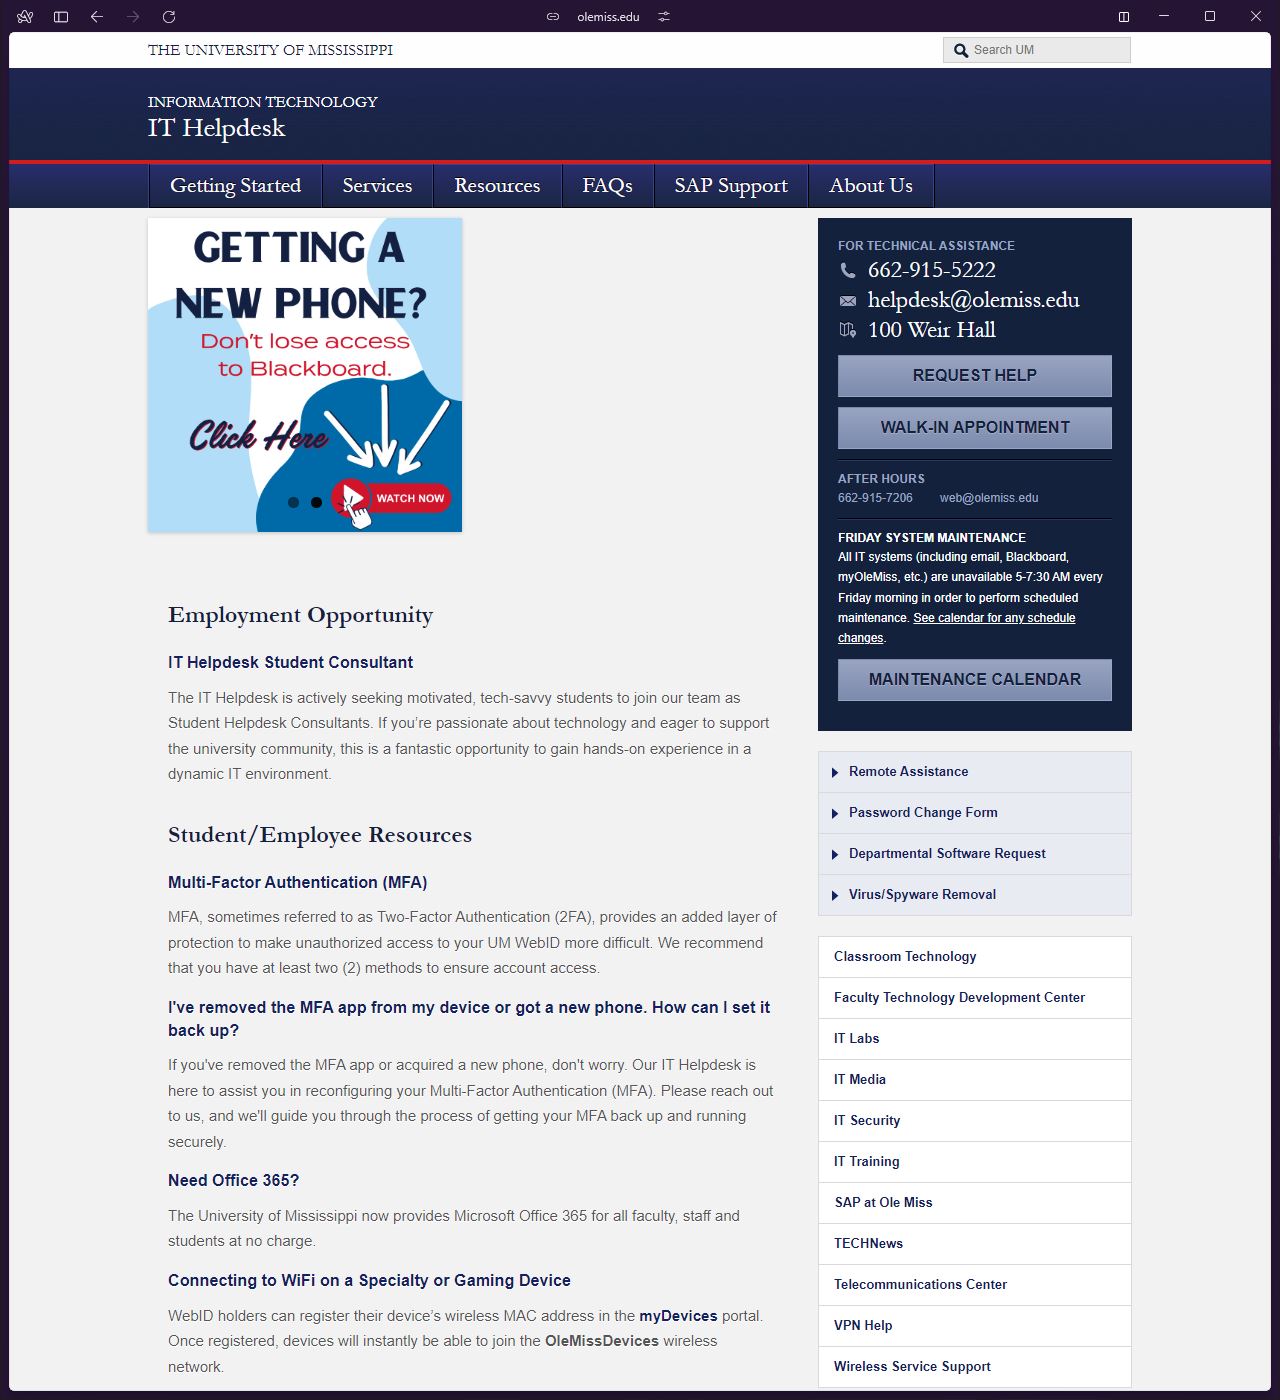 olemiss.edu
THE UNIVERSITY OF MISSISSIPPI
Search UM
INFORMATION TECHNOLOGY
IT Helpdesk
Getting Started
Services
Resources
FAQs
SAP Support
About Us
GETTING A
NEW PHONE?
Don't lose access
to Blackboard.
Click Here
WATCH NOW
Employment Opportunity
IT Helpdesk Student Consultant
The IT Helpdesk is actively seeking motivated, tech-savvy students to join our team as
Student Helpdesk Consultants. If you’re passionate about technology and eager to support
the university community, this is a fantastic opportunity to gain hands-on experience in a
dynamic IT environment.
Student/Employee Resources
Multi-Factor Authentication (MFA)
MFA, sometimes referred to as Two-Factor Authentication (2FA), provides an added layer of
protection to make unauthorized access to your UM WebID more difficult. We recommend
that you have at least two (2) methods to ensure account access.
I've removed the MFA app from my device or got a new phone. How can I set it
back up?
If you've removed the MFA app or acquired a new phone, don't worry. Our IT Helpdesk is
here to assist you in reconfiguring your Multi-Factor Authentication (MFA). Please reach out
to us, and we'll guide you through the process of getting your MFA back up and running
securely.
Need Office 365?
The University of Mississippi now provides Microsoft Office 365 for all faculty, staff and
students at no charge.
Connecting to WiFi on a Specialty or Gaming Device
WebID holders can register their device’s wireless MAC address in the myDevices portal.
Once registered, devices will instantly be able to join the OleMissDevices wireless
network.
FOR TECHNICAL ASSISTANCE
662-915-5222
helpdesk@olemiss.edu
100 Weir Hall
REQUEST HELP
WALK-IN APPOINTMENT
AFTER HOURS
662-915-7206 web@olemiss.edu
FRIDAY SYSTEM MAINTENANCE
All IT systems (including email, Blackboard,
myOleMiss, etc.) are unavailable 5-7:30 AM every
Friday morning in order to perform scheduled
maintenance. See calendar for any schedule
changes.
MAINTENANCE CALENDAR
Remote Assistance
Password Change Form
Departmental Software Request
Virus/Spyware Removal
Classroom Technology
Faculty Technology Development Center
IT Labs
IT Media
IT Security
IT Training
SAP at Ole Miss
TECHNews
Telecommunications Center
VPN Help
Wireless Service Support